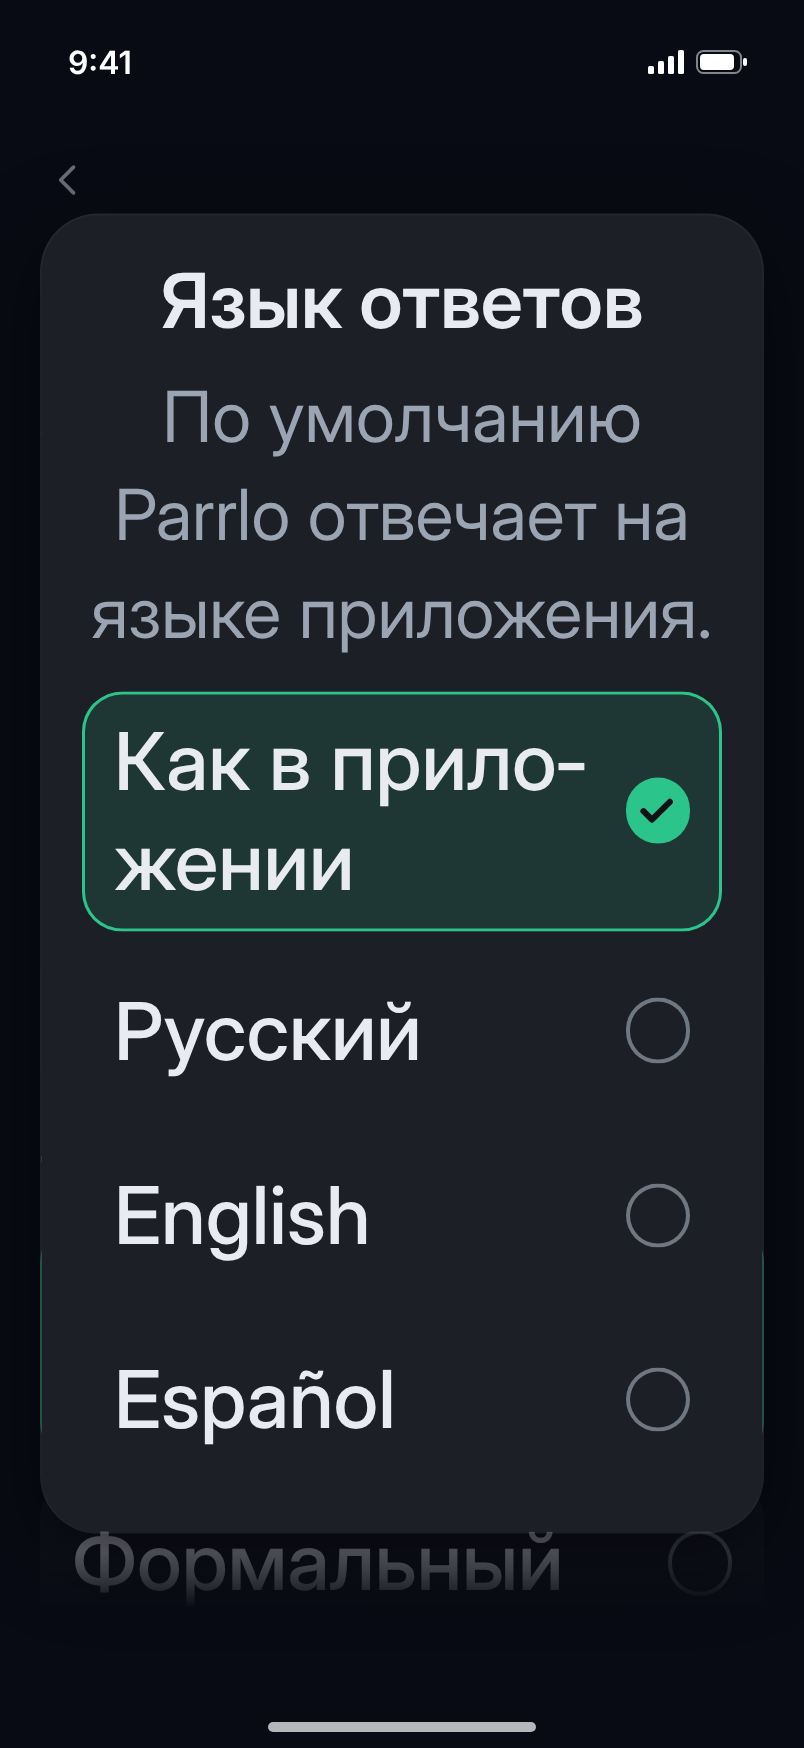 9:41
Язык ответов
По умолчанию
Parrlo отвечает на
языке приложения.
Как в прило-
жении
Русский
English
Español
Формальный